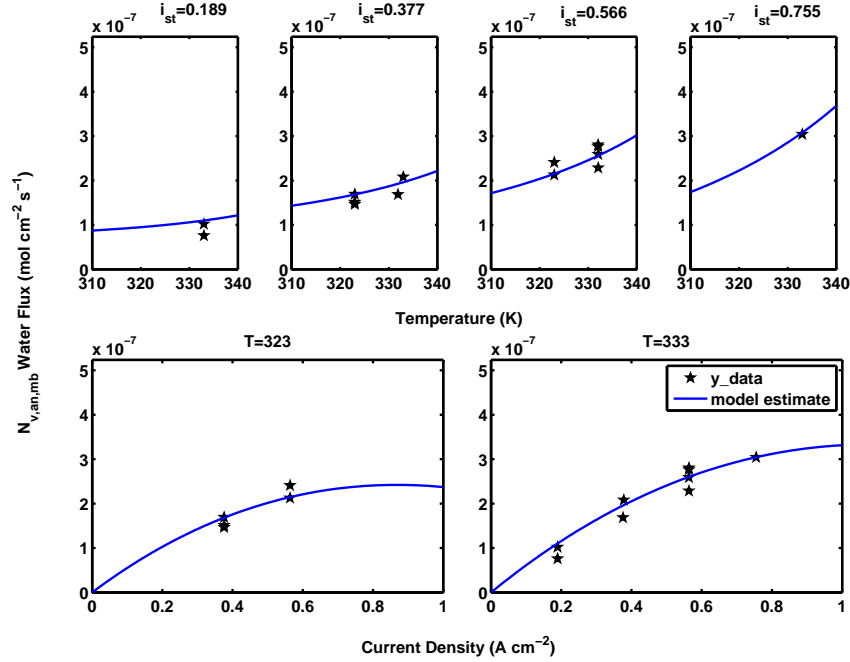 i_st=0.189 i_st=0.377 i_st=0.566 i_st=0.755
x 10^-7 x 10^-7 x 10^-7 x 10^-7
5 5 5 5
4 4 4 4
3 3 3 3
2 2 2 2
1 1 1 1
0 0 0 0
310 320 330 340 310 320 330 340 310 320 330 340 310 320 330 340
Temperature (K)
N_v,an,mb Water Flux (mol cm^-2 s^-1)
T=323 T=333
x 10^-7 x 10^-7
y_data
model estimate
5 5
4 4
3 3
2 2
1 1
0 0
0 0.2 0.4 0.6 0.8 1 0 0.2 0.4 0.6 0.8 1
Current Density (A cm^-2)